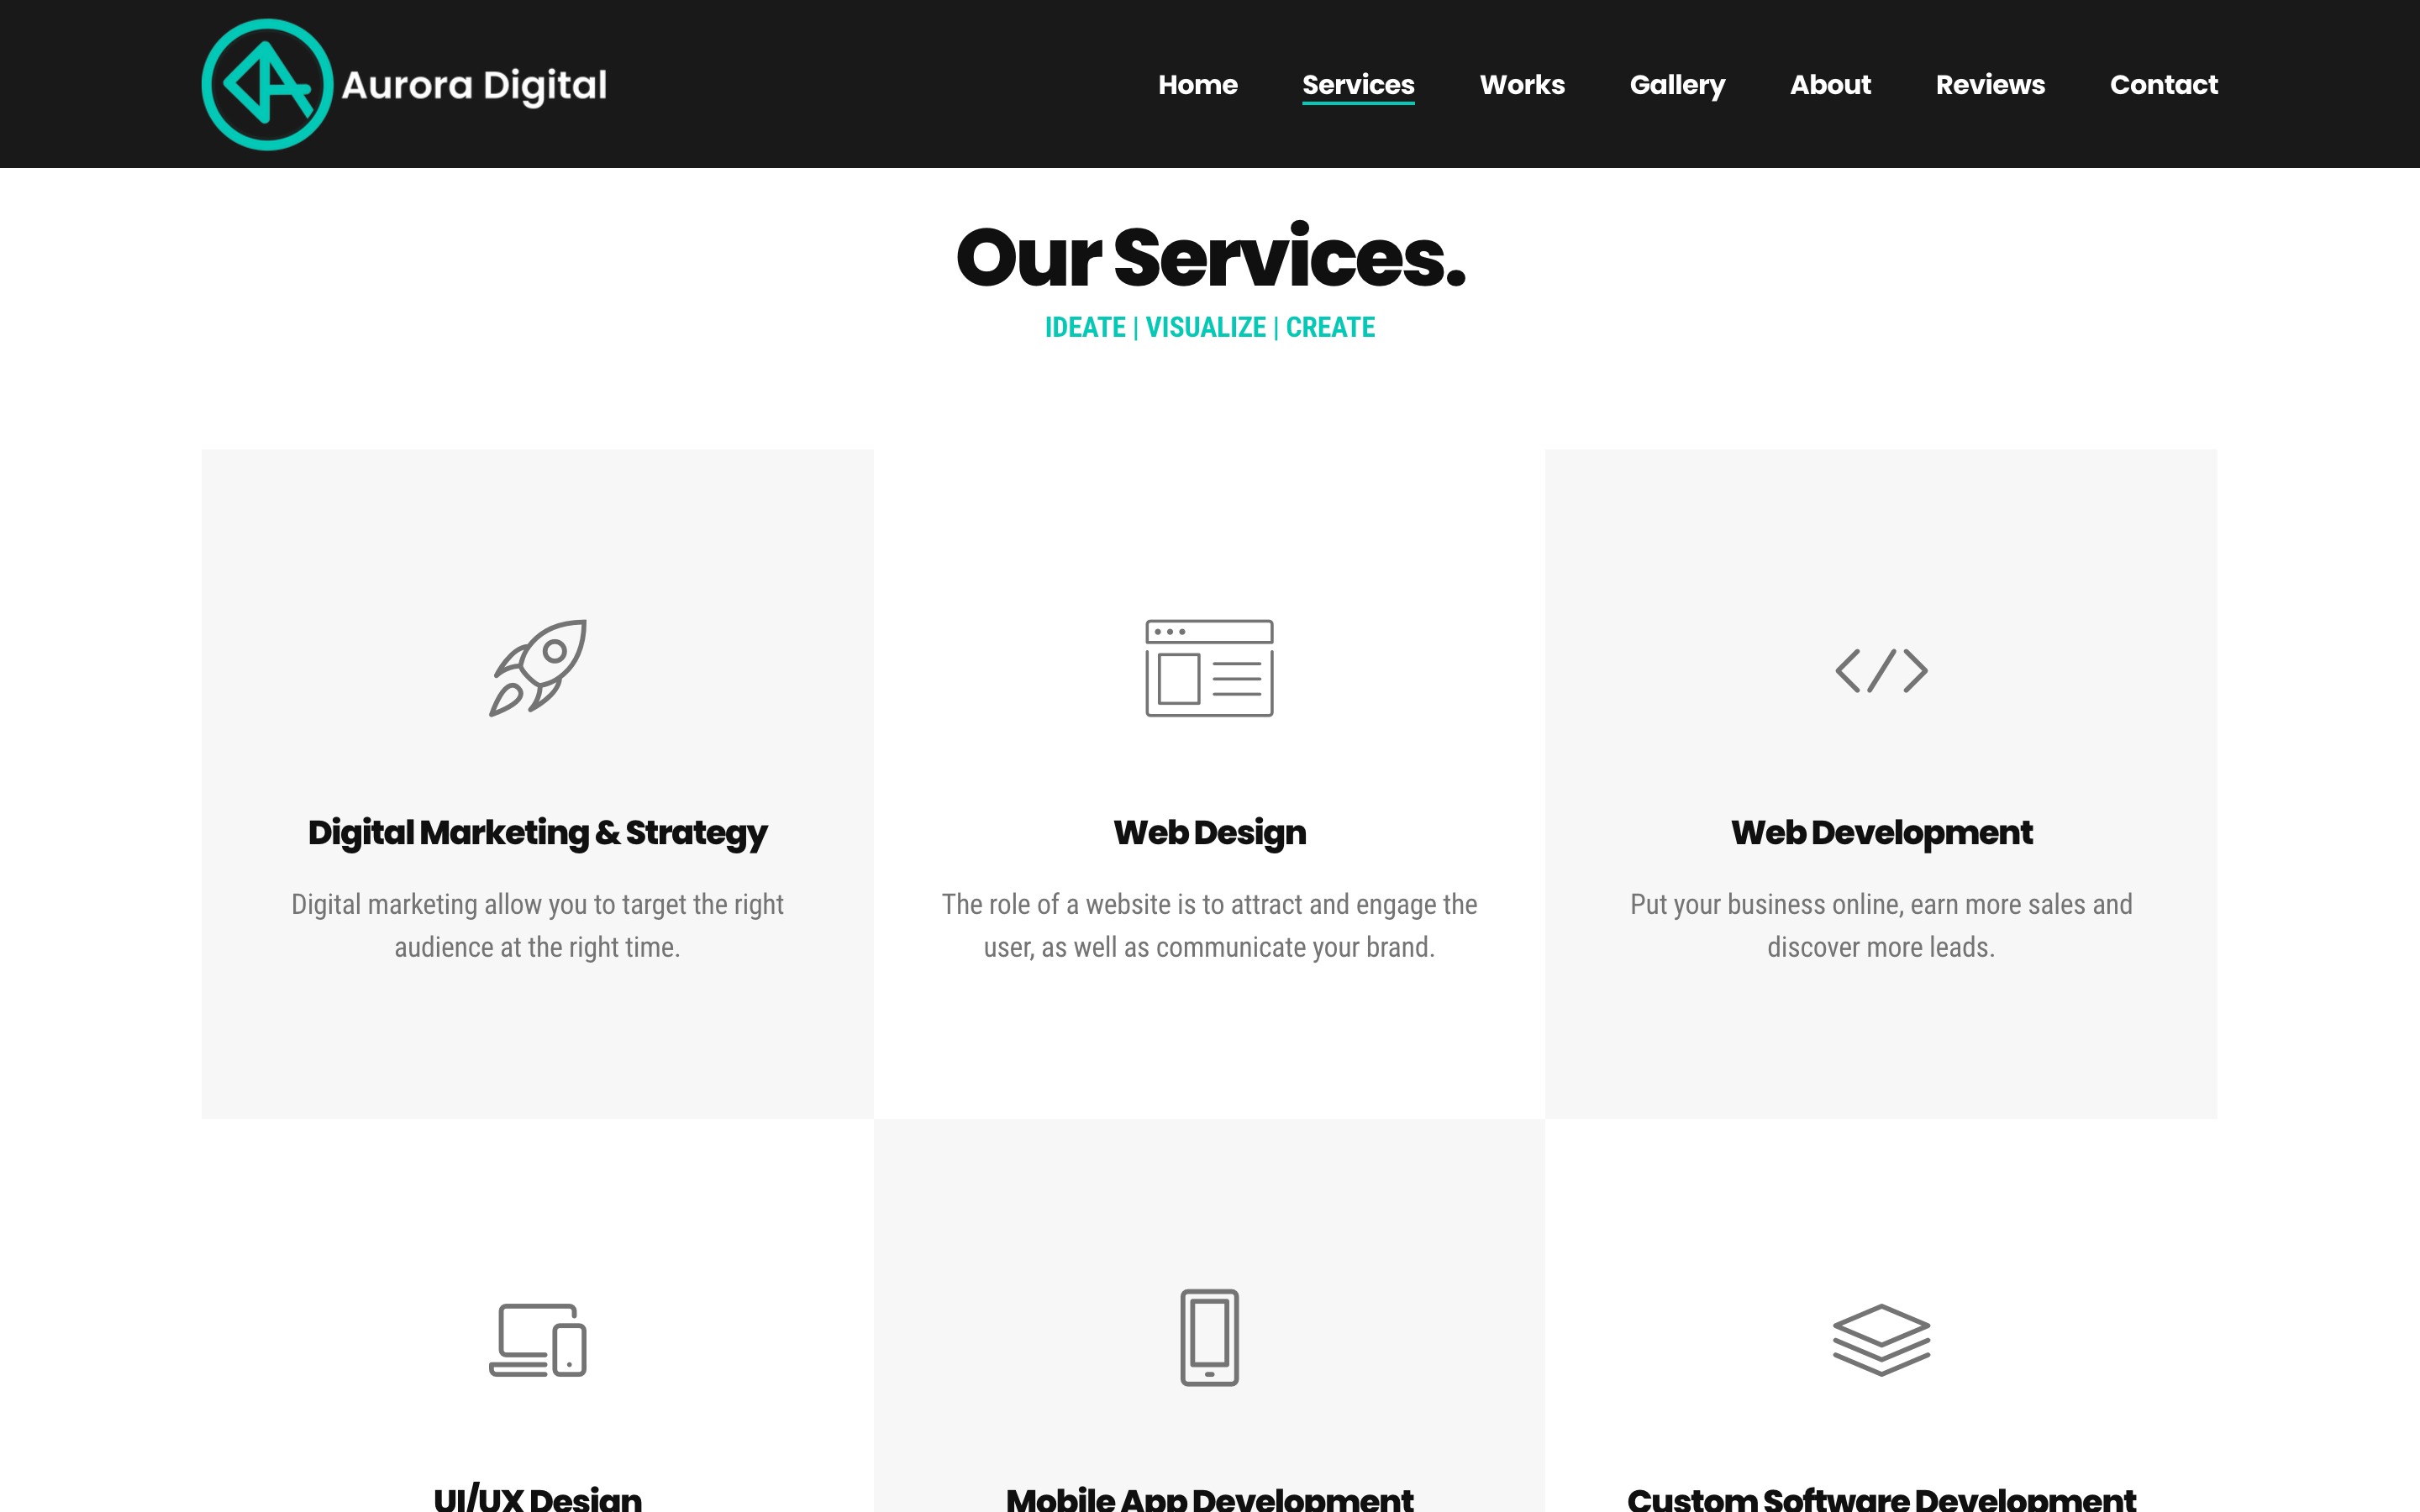 Aurora Digital
Home Services Works Gallery About Reviews Contact
Our Services.
IDEATE | VISUALIZE | CREATE
Digital Marketing & Strategy
Digital marketing allow you to target the right
audience at the right time.
Web Design
The role of a website is to attract and engage the
user, as well as communicate your brand.
Web Development
Put your business online, earn more sales and
discover more leads.
UI/UX Design
Mobile App Development
Custom Software Development